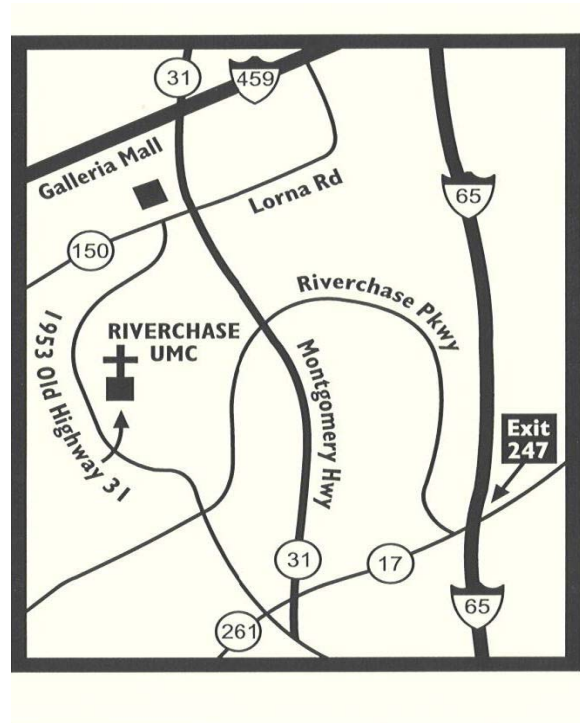 31
459
Galleria Mall
Lorna Rd
65
150
Riverchase Pkwy
RIVERCHASE
UMC
1953 Old Highway 31
Montgomery Hwy
Exit
247
31
17
65
261